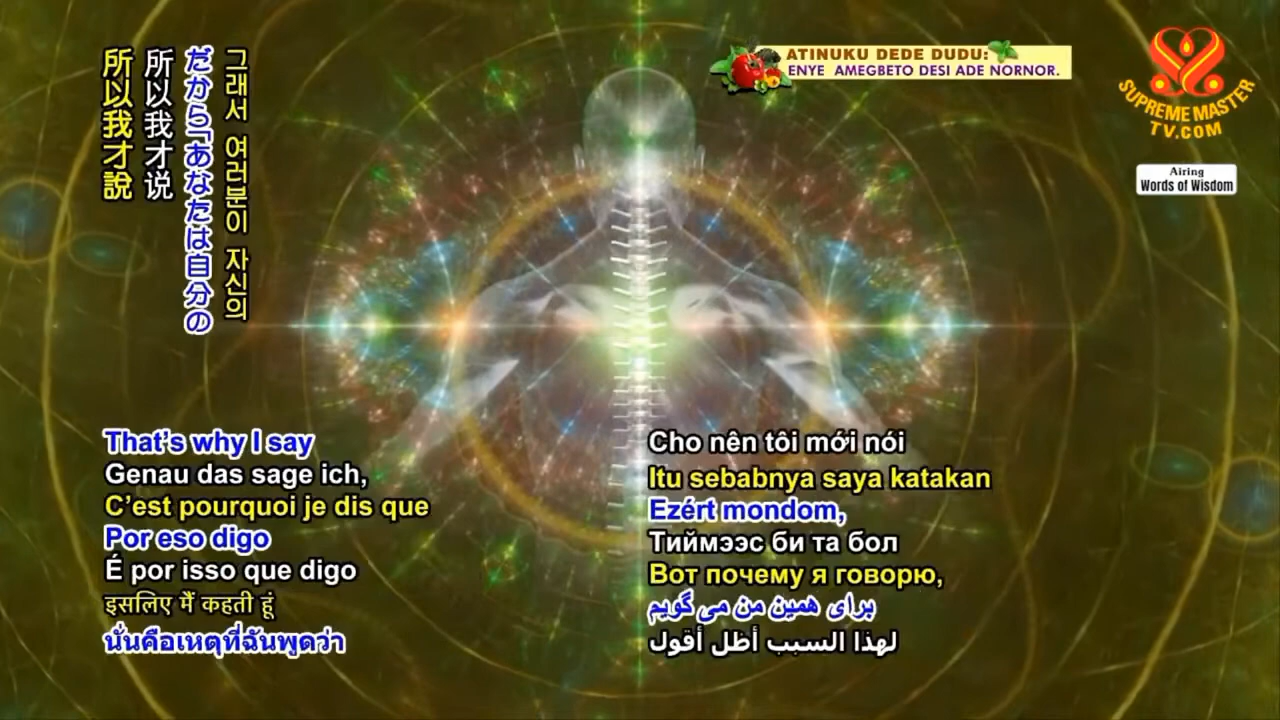 그래서 여러분이 자신의
だから「あなたは自分の
所以我才说
所以我才說
ATINUKU DEDE DUDU:
ENYE AMEGBETO DESI ADE NORNOR.
SUPREME MASTER
TV.COM
Airing
Words of Wisdom
That's why I say
Genau das sage ich,
C'est pourquoi je dis que
Por eso digo
É por isso que digo
इसलिए मैं कहती हूं
นั่นคือเหตุที่ฉันพูดว่า
Cho nên tôi mới nói
Itu sebabnya saya katakan
Ezért mondom,
Тиймээс би та бол
Вот почему я говорю,
برای همین من می گویم
لهذا السبب أظل أقول